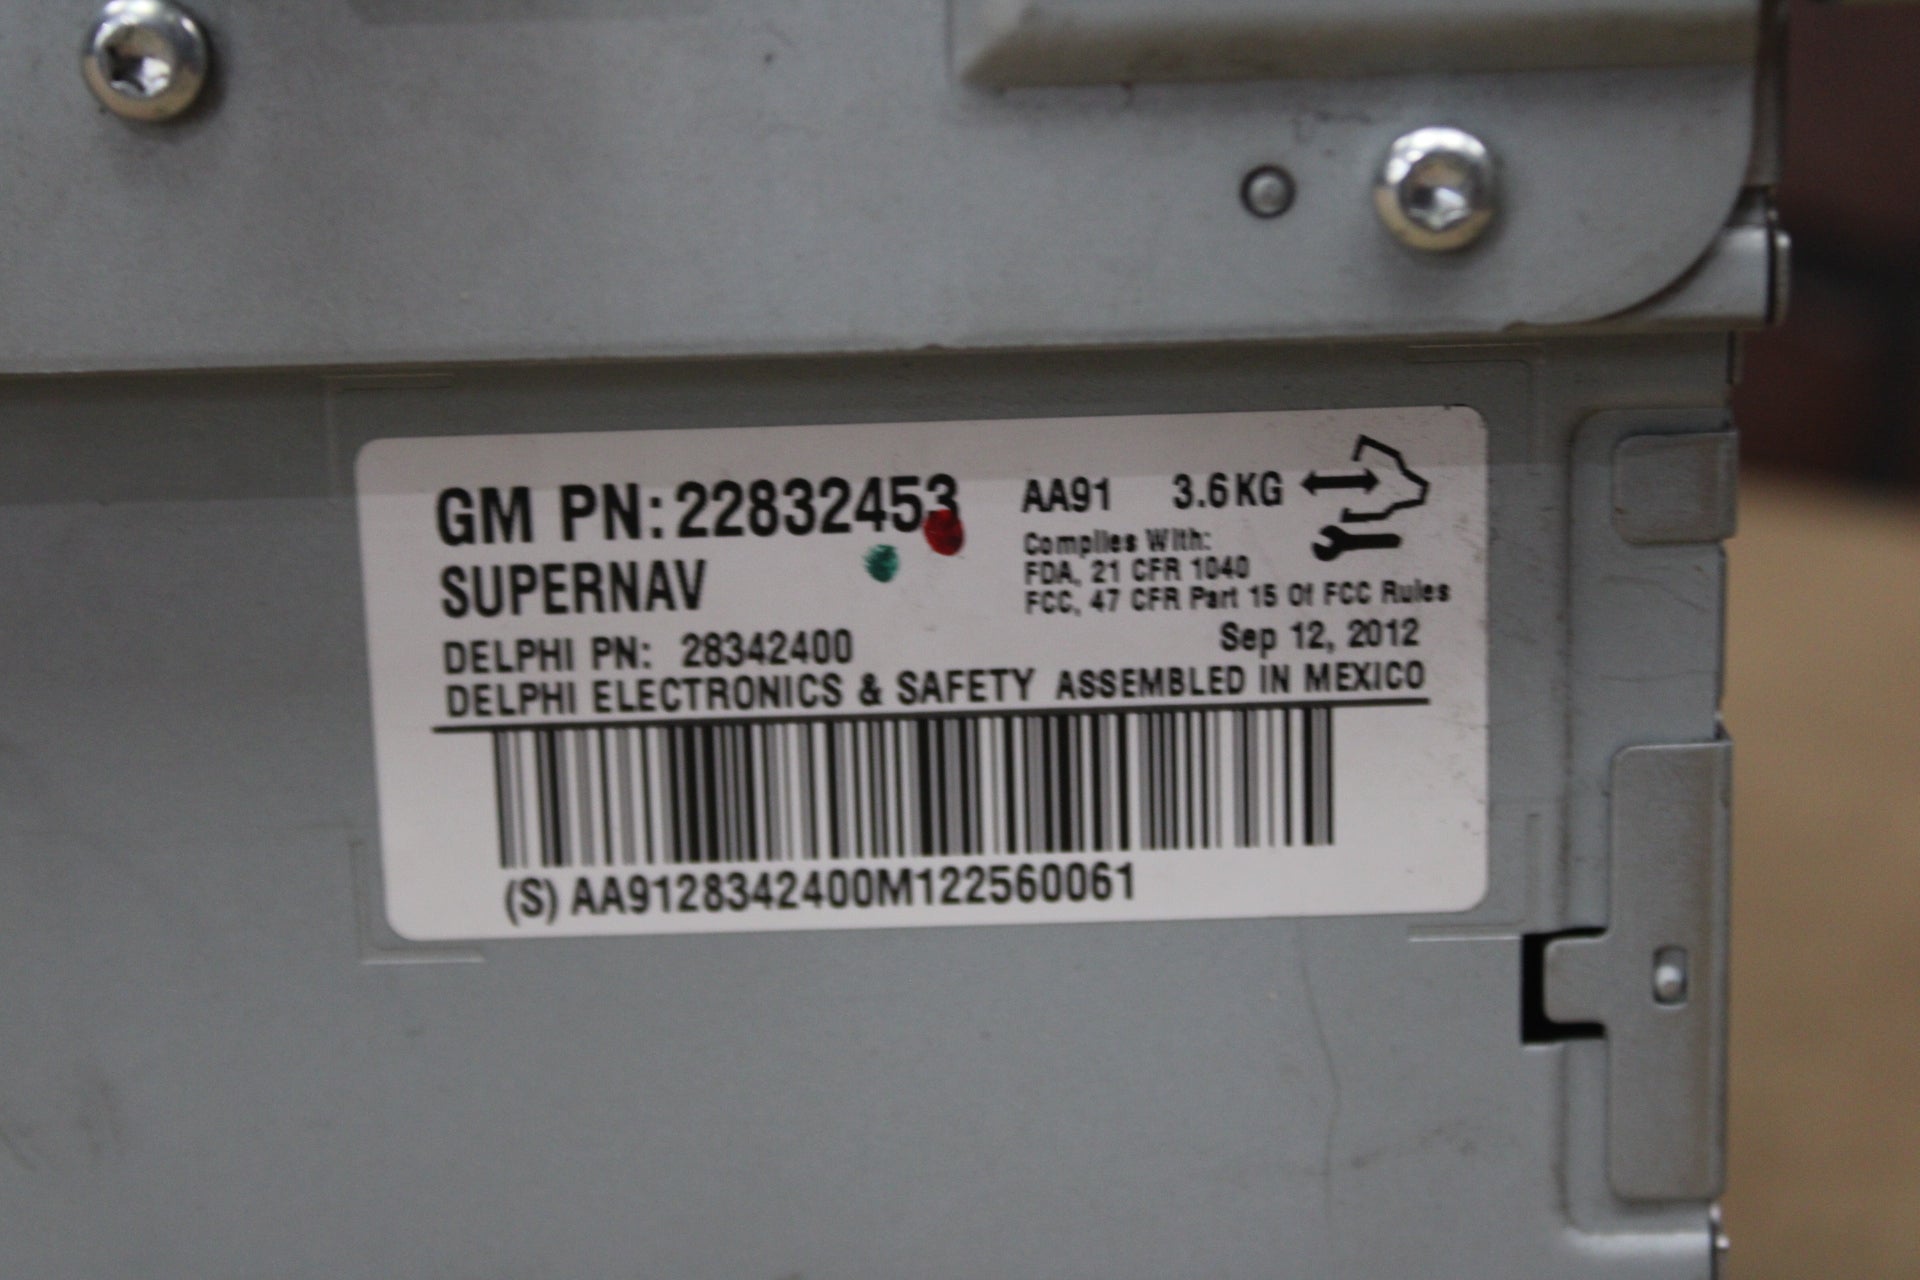 GM PN: 22832453
SUPERNAV
DELPHI PN: 28342400
AA91 3.6KG
Complies With:
FDA, 21 CFR 1040
FCC, 47 CFR Part 15 Of FCC Rules
Sep 12, 2012
DELPHI ELECTRONICS & SAFETY ASSEMBLED IN MEXICO
(S) AA9128342400M122560061